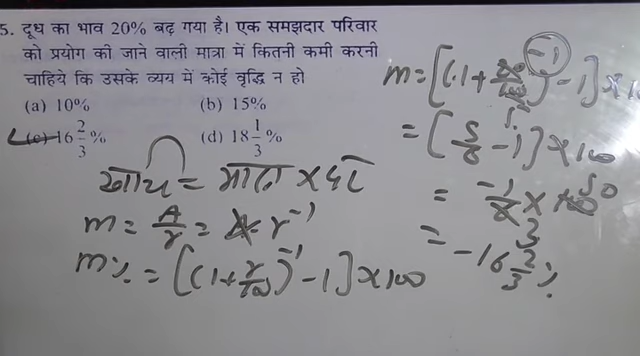 5. दूध का भाव 20% बढ़ गया है। एक समझदार परिवार
को प्रयोग की जाने वाली मात्रा में कितनी कमी करनी
चाहिये कि उसके व्यय में कोई वृद्धि न हो
(a) 10% (b) 15%
(c) 16 2/3 % (d) 18 1/3 %
m = [(1 + 20/100)^-1 - 1] × 100
= [5/6 - 1] × 100
= -1/6 × 100
= -16 2/3 %
= मात्रा × दर
m = A/r = A r^-1
m% = [(1 + r/100)^-1 - 1] × 100